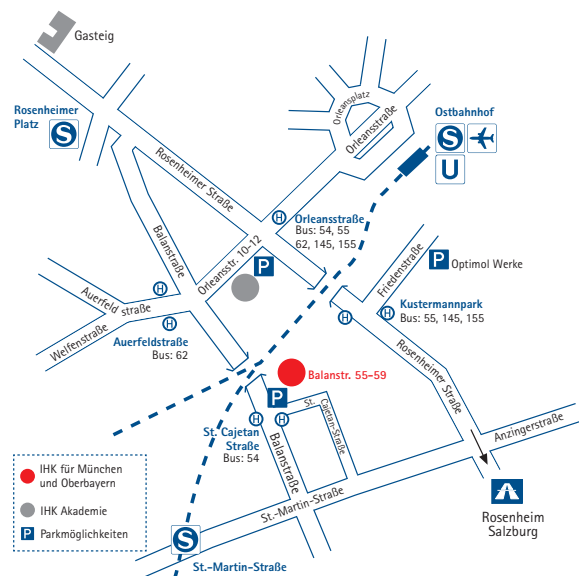 Gasteig
Rosenheimer
Platz
S
Orleansplatz
Orleansstraße
Orleansstraße
Ostbahnhof
S
U
Rosenheimer Straße
H
Orleansstraße
Bus: 54, 55
62, 145, 155
Balanstraße
Orleansstr. 10–12
P
Friedenstraße
P
Optimol Werke
H
Auerfeld straße
Welfenstraße
H
Auerfeldstraße
Bus: 62
H
H
Kustermannpark
Bus: 55, 145, 155
Rosenheimer Straße
Balanstr. 55–59
P
St.
Cajetan-Straße
H
H
St. Cajetan
Straße
Bus: 54
Balanstraße
Anzingerstraße
St.-Martin-Straße
Rosenheim
Salzburg
IHK für München
und Oberbayern
IHK Akademie
P
Parkmöglichkeiten
S
St.-Martin-Straße